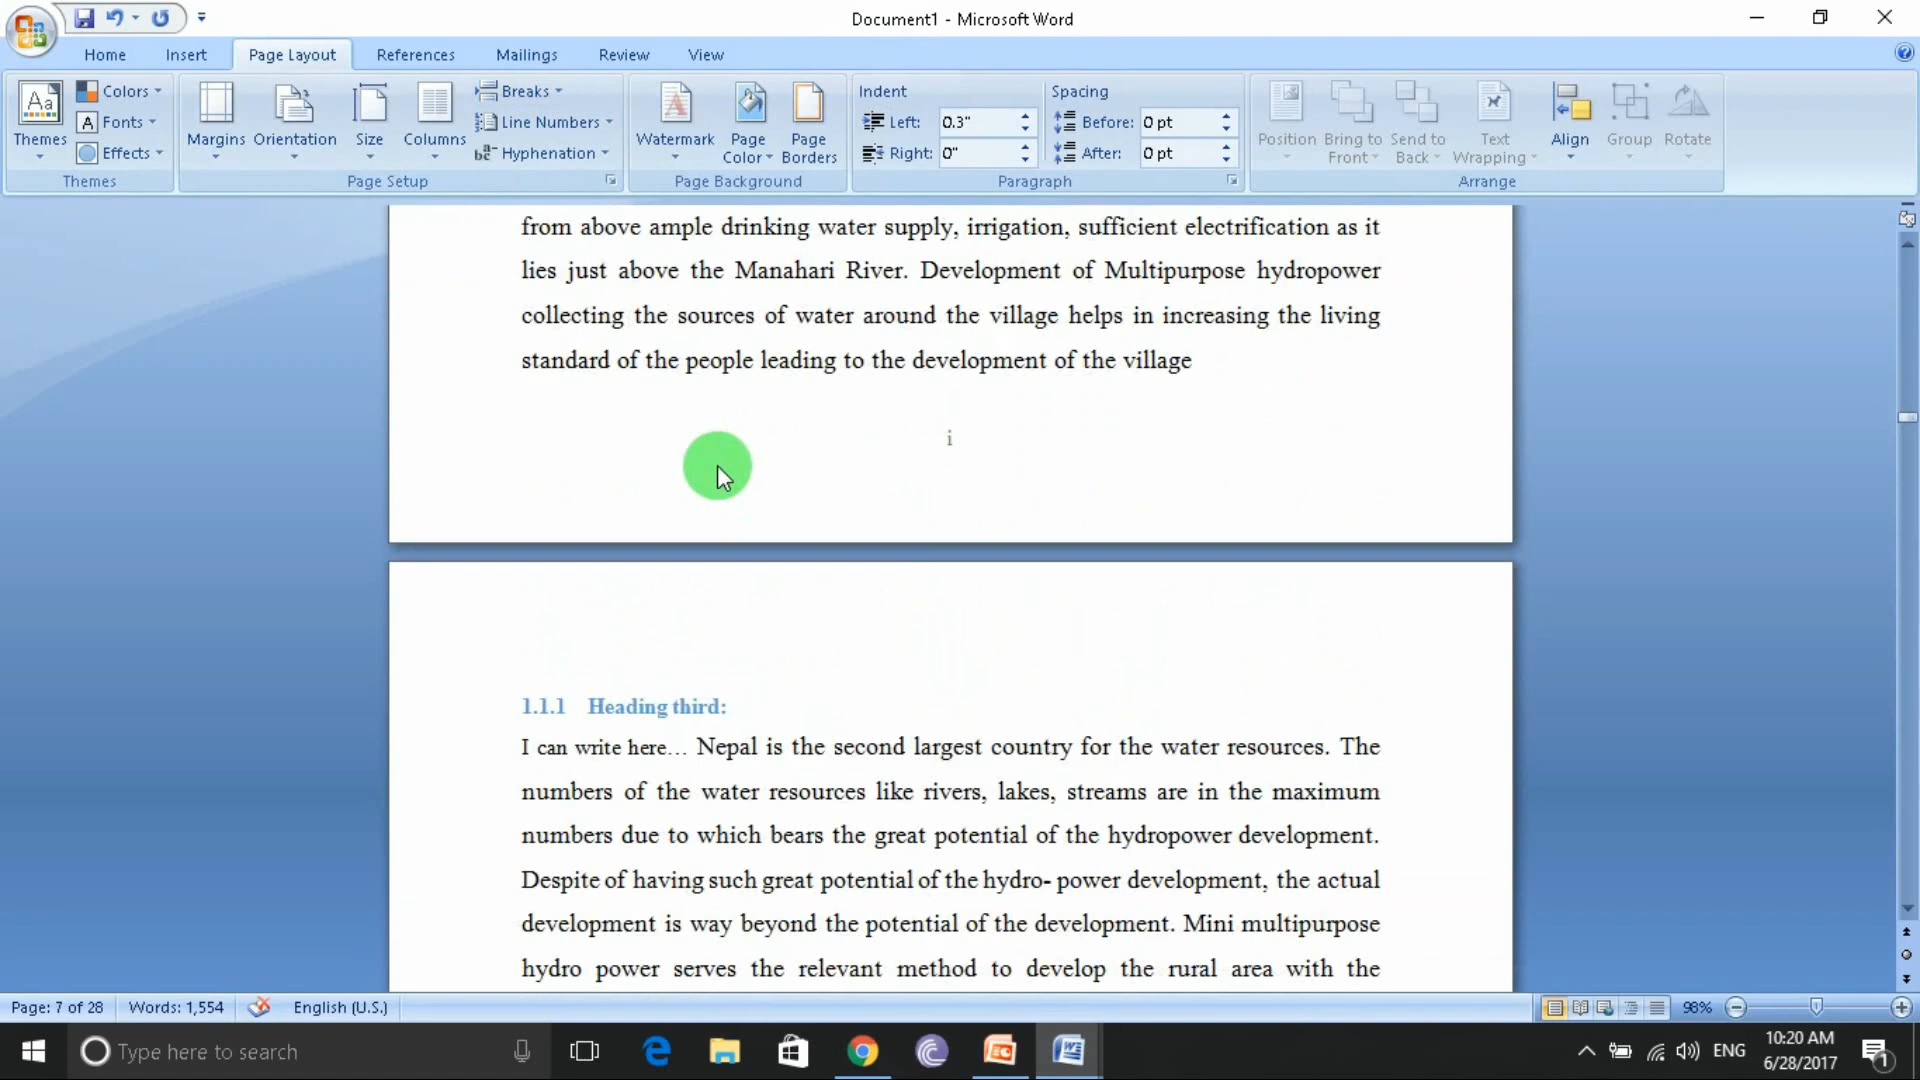 Document1 - Microsoft Word
Home Insert Page Layout References Mailings Review View
Themes
Colors
Fonts
Effects
Themes
Margins
Orientation
Size
Columns
Breaks
Line Numbers
Hyphenation
Page Setup
Watermark
Page Color
Page Borders
Page Background
Indent
Left: 0.3"
Right: 0"
Spacing
Before: 0 pt
After: 0 pt
Paragraph
Position
Bring to Front
Send to Back
Text Wrapping
Align
Group
Rotate
Arrange
from above ample drinking water supply, irrigation, sufficient electrification as it
lies just above the Manahari River. Development of Multipurpose hydropower
collecting the sources of water around the village helps in increasing the living
standard of the people leading to the development of the village
i
1.1.1 Heading third:
I can write here… Nepal is the second largest country for the water resources. The
numbers of the water resources like rivers, lakes, streams are in the maximum
numbers due to which bears the great potential of the hydropower development.
Despite of having such great potential of the hydro- power development, the actual
development is way beyond the potential of the development. Mini multipurpose
hydro power serves the relevant method to develop the rural area with the
Page: 7 of 28 Words: 1,554 English (U.S.) 98%
Type here to search
ENG
10:20 AM
6/28/2017
1